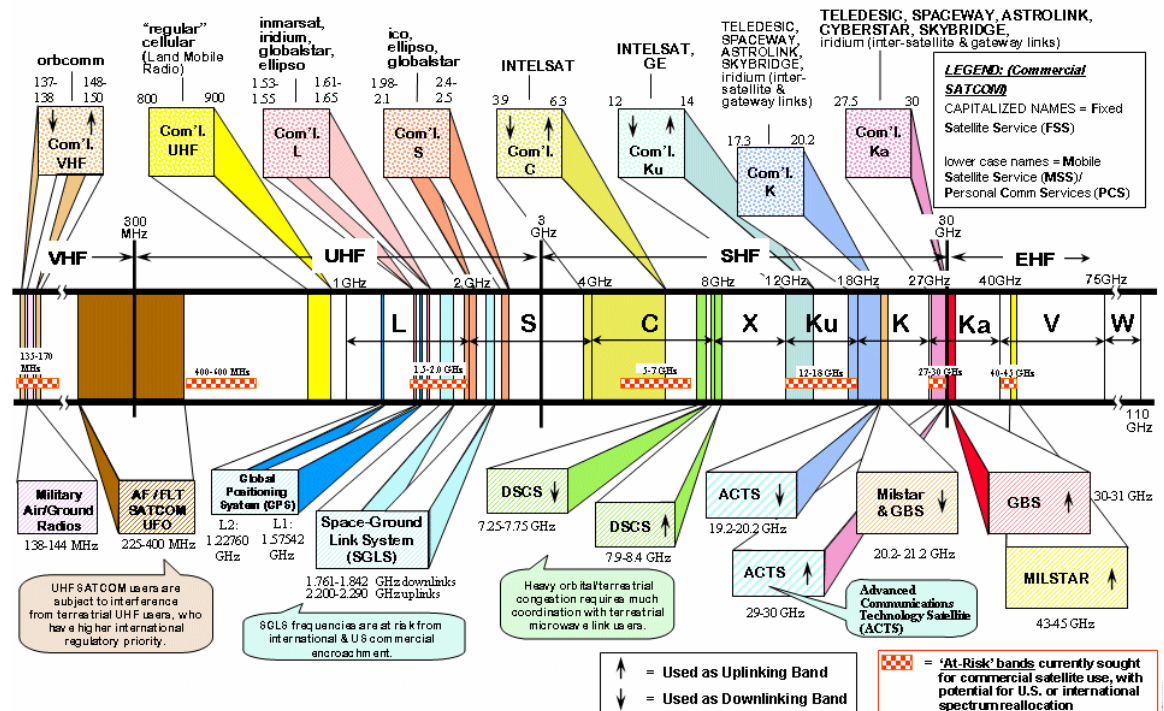 "regular"
cellular
(Land Mobile
Radio)
800
900
Com'l.
UHF
orbcomm
137-
138
148-
150
Com'l.
VHF
inmarsat,
iridium,
globalstar,
ellipso
1.53-
1.55
1.61-
1.65
Com'l.
L
ico,
ellipso,
globalstar
1.98-
2.1
2.4-
2.5
Com'l.
S
INTELSAT
3.9
6.3
Com'l.
C
INTELSAT,
GE
12
14
Com'l.
Ku
TELEDESIC,
SPACEWAY,
ASTROLINK,
SKYBRIDGE,
iridium (inter-
satellite &
gateway links)
17.3
20.2
Com'l.
K
TELEDESIC, SPACEWAY, ASTROLINK,
CYBERSTAR, SKYBRIDGE,
iridium (inter-satellite & gateway links)
27.5
30
Com'l.
Ka
LEGEND: (Commercial
SATCOM)
CAPITALIZED NAMES = Fixed
Satellite Service (FSS)
lower case names = Mobile
Satellite Service (MSS)/
Personal Comm Services (PCS)
300
MHz
3
GHz
30
GHz
VHF
UHF
SHF
EHF
1GHz
2GHz
4GHz
8GHz
12GHz
18GHz
27GHz
40GHz
75GHz
L
S
C
X
Ku
K
Ka
V
W
135-170
MHz
400-400 MHz
1.5-2.0 GHz
5-7 GHz
12-18 GHz
27-30 GHz
40-45 GHz
110
GHz
Military
Air/Ground
Radios
138-144 MHz
AF / FLT
SATCOM
UFO
225-400 MHz
Global
Positioning
System (GPS)
L2:
1.22760
GHz
L1:
1.57542
GHz
Space-Ground
Link System
(SGLS)
1.761-1.842 GHz downlinks
2.200-2.290 GHz uplinks
DSCS
7.25-7.75 GHz
DSCS
7.9-8.4 GHz
ACTS
19.2-20.2 GHz
ACTS
29-30 GHz
Milstar
& GBS
20.2- 21.2 GHz
GBS
30-31 GHz
MILSTAR
43-45 GHz
UHF SATCOM users are
subject to interference
from terrestrial UHF users, who
have higher international
regulatory priority.
SGLS frequencies are at risk from
international & US commercial
encroachment.
Heavy orbital/terrestrial
congestion requires much
coordination with terrestrial
microwave link users.
Advanced
Communications
Technology Satellite
(ACTS)
= Used as Uplinking Band
= Used as Downlinking Band
= 'At-Risk' bands currently sought
for commercial satellite use, with
potential for U.S. or international
spectrum reallocation